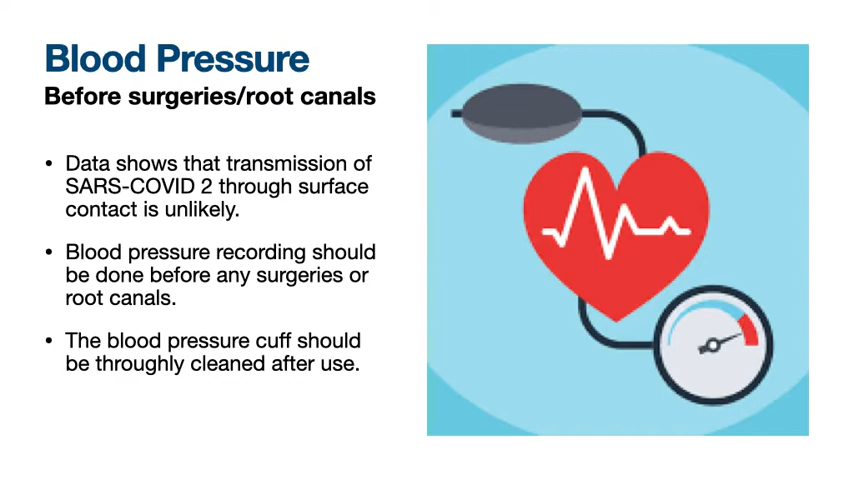 Blood Pressure
Before surgeries/root canals
• Data shows that transmission of
SARS-COVID 2 through surface
contact is unlikely.
• Blood pressure recording should
be done before any surgeries or
root canals.
• The blood pressure cuff should
be throughly cleaned after use.